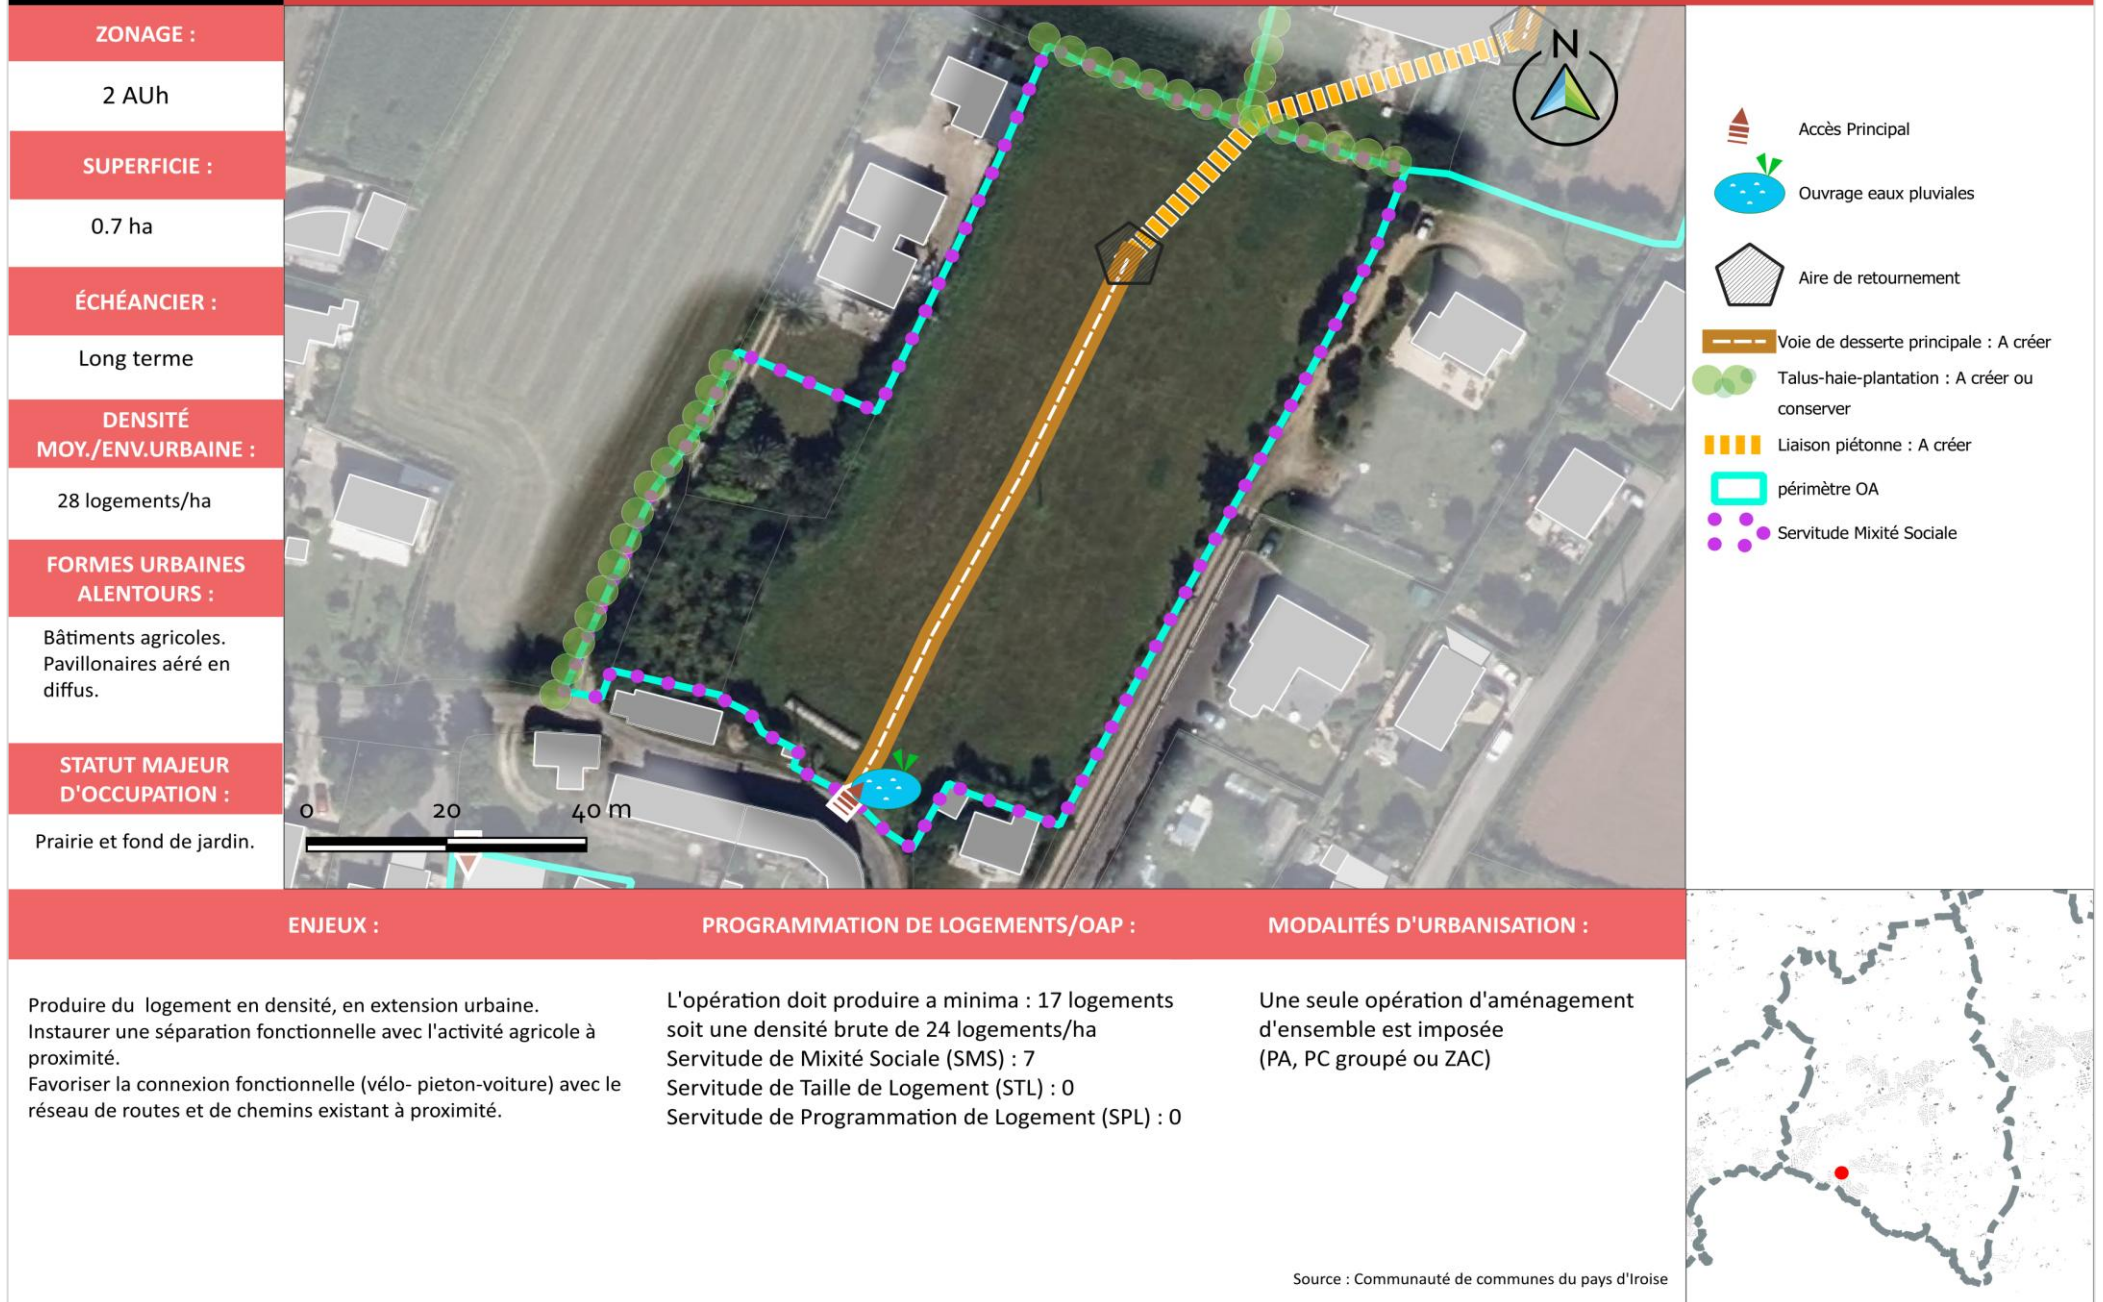 ZONAGE :
2 AUh
SUPERFICIE :
0.7 ha
ÉCHÉANCIER :
Long terme
DENSITÉ
MOY./ENV.URBAINE :
28 logements/ha
FORMES URBAINES
ALENTOURS :
Bâtiments agricoles.
Pavillonaires aéré en
diffus.
STATUT MAJEUR
D'OCCUPATION :
Prairie et fond de jardin.
N
0 20 40 m
Accès Principal
Ouvrage eaux pluviales
Aire de retournement
Voie de desserte principale : A créer
Talus-haie-plantation : A créer ou
conserver
Liaison piétonne : A créer
périmètre OA
Servitude Mixité Sociale
ENJEUX :
Produire du  logement en densité, en extension urbaine.
Instaurer une séparation fonctionnelle avec l'activité agricole à
proximité.
Favoriser la connexion fonctionnelle (vélo- pieton-voiture) avec le
réseau de routes et de chemins existant à proximité.
PROGRAMMATION DE LOGEMENTS/OAP :
L'opération doit produire a minima : 17 logements
soit une densité brute de 24 logements/ha
Servitude de Mixité Sociale (SMS) : 7
Servitude de Taille de Logement (STL) : 0
Servitude de Programmation de Logement (SPL) : 0
MODALITÉS D'URBANISATION :
Une seule opération d'aménagement
d'ensemble est imposée
(PA, PC groupé ou ZAC)
Source : Communauté de communes du pays d'Iroise